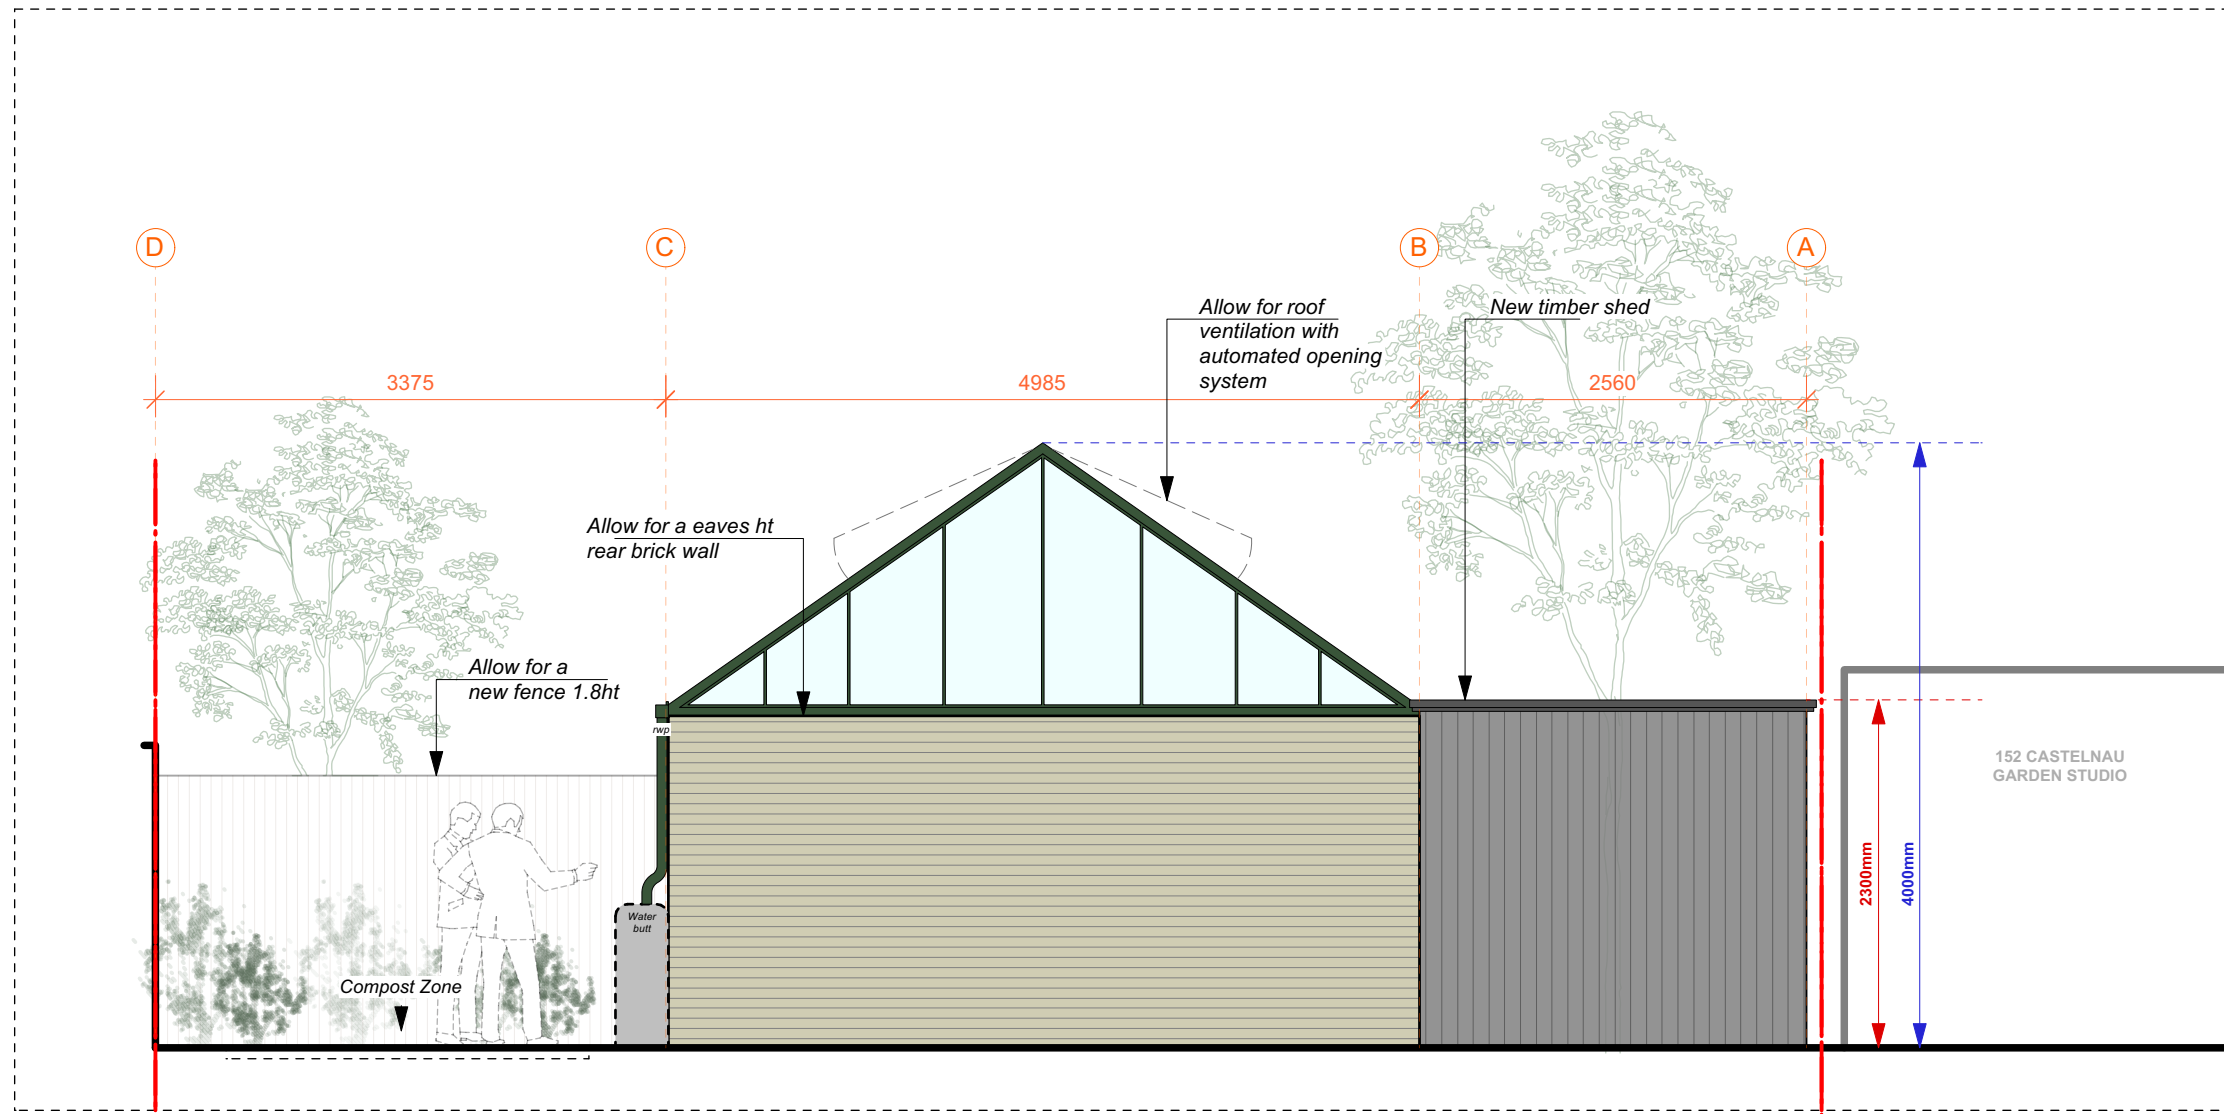 D
C
B
A
Allow for roof
ventilation with
automated opening
system
New timber shed
3375
4985
2560
Allow for a eaves ht
rear brick wall
Allow for a
new fence 1.8ht
rwp
152 CASTELNAU
GARDEN STUDIO
2300mm
4000mm
Water
butt
Compost Zone